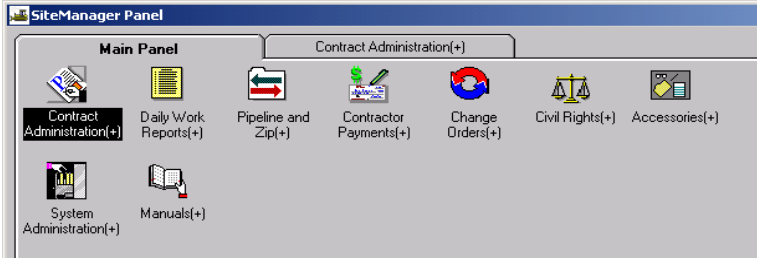 SiteManager Panel
Main Panel
Contract Administration(+)
Contract Administration(+)
Daily Work Reports(+)
Pipeline and Zip(+)
Contractor Payments(+)
Change Orders(+)
Civil Rights(+)
Accessories(+)
System Administration(+)
Manuals(+)